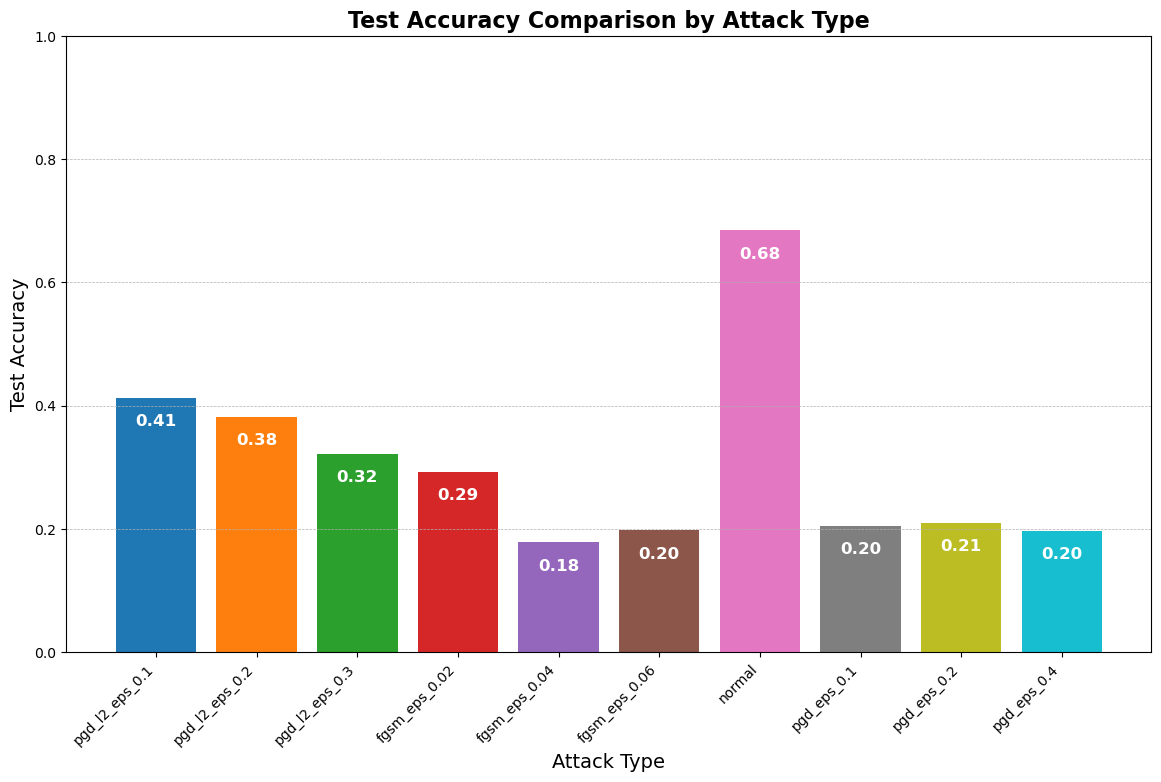 Test Accuracy Comparison by Attack Type
Test Accuracy
1.0
0.8
0.6
0.4
0.2
0.0
0.41
0.38
0.32
0.29
0.18
0.20
0.68
0.20
0.21
0.20
pgd_l2_eps_0.1
pgd_l2_eps_0.2
pgd_l2_eps_0.3
fgsm_eps_0.02
fgsm_eps_0.04
fgsm_eps_0.06
normal
pgd_eps_0.1
pgd_eps_0.2
pgd_eps_0.4
Attack Type